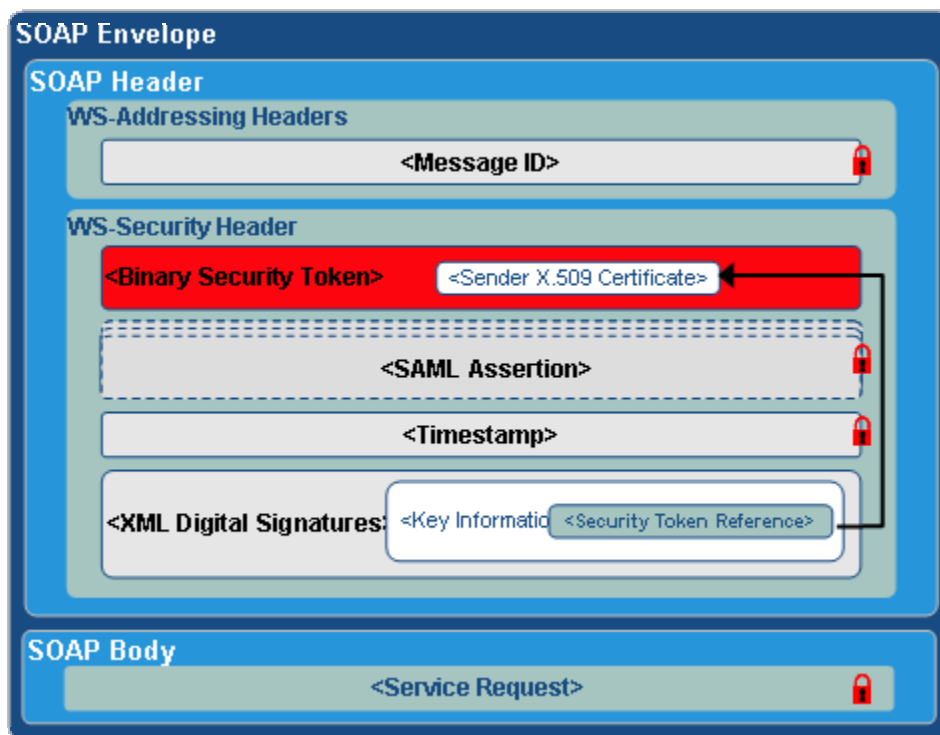 SOAP Envelope
SOAP Header
WS-Addressing Headers
<Message ID>
WS-Security Header
<Binary Security Token>
<Sender X.509 Certificate>
<SAML Assertion>
<Timestamp>
<XML Digital Signatures>
<Key Informatio
<Security Token Reference>
SOAP Body
<Service Request>